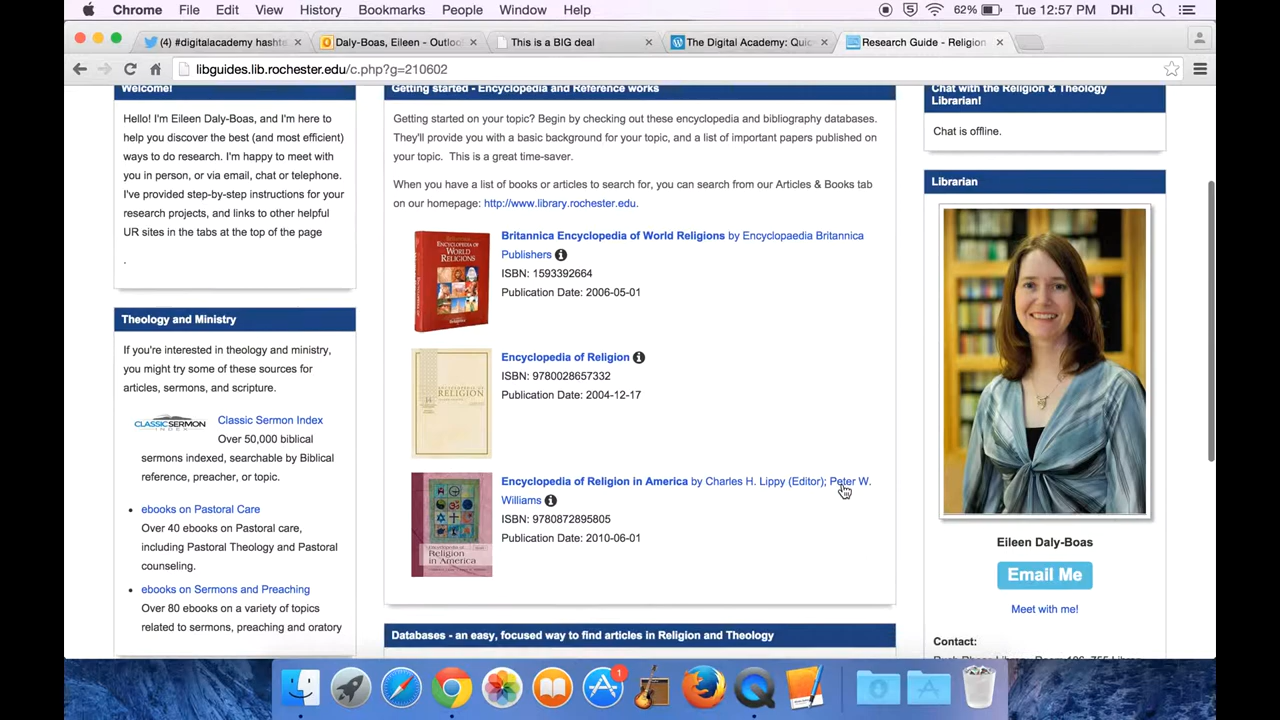 Chrome File Edit View History Bookmarks People Window Help 62% Tue 12:57 PM DHI
(4) #digitalacademy hashte
Daly-Boas, Eileen - Outloo
This is a BIG deal
The Digital Academy: Quic
Research Guide - Religion
libguides.lib.rochester.edu/c.php?g=210602
Welcome!
Hello! I'm Eileen Daly-Boas, and I'm here to
help you discover the best (and most efficient)
ways to do research. I'm happy to meet with
you in person, or via email, chat or telephone.
I've provided step-by-step instructions for your
research projects, and links to other helpful
UR sites in the tabs at the top of the page
.
Theology and Ministry
If you're interested in theology and ministry,
you might try some of these sources for
articles, sermons, and scripture.
CLASSICSERMON
INDEX
Classic Sermon Index
Over 50,000 biblical
sermons indexed, searchable by Biblical
reference, preacher, or topic.
ebooks on Pastoral Care
Over 40 ebooks on Pastoral care,
including Pastoral Theology and Pastoral
counseling.
ebooks on Sermons and Preaching
Over 80 ebooks on a variety of topics
related to sermons, preaching and oratory
Getting started - Encyclopedia and Reference works
Getting started on your topic? Begin by checking out these encyclopedia and bibliography databases.
They'll provide you with a basic background for your topic, and a list of important papers published on
your topic. This is a great time-saver.
When you have a list of books or articles to search for, you can search from our Articles & Books tab
on our homepage: http://www.library.rochester.edu.
ENCYCLOPEDIA OF
WORLD
RELIGIONS
Britannica Encyclopedia of World Religions by Encyclopaedia Britannica
Publishers
ISBN: 1593392664
Publication Date: 2006-05-01
RELIGION
Encyclopedia of Religion
ISBN: 9780028657332
Publication Date: 2004-12-17
Encyclopedia of
Religion
in America
Encyclopedia of Religion in America by Charles H. Lippy (Editor); Peter W.
Williams
ISBN: 9780872895805
Publication Date: 2010-06-01
Databases - an easy, focused way to find articles in Religion and Theology
Chat with the Religion & Theology
Librarian!
Chat is offline.
Librarian
Eileen Daly-Boas
Email Me
Meet with me!
Contact:
1